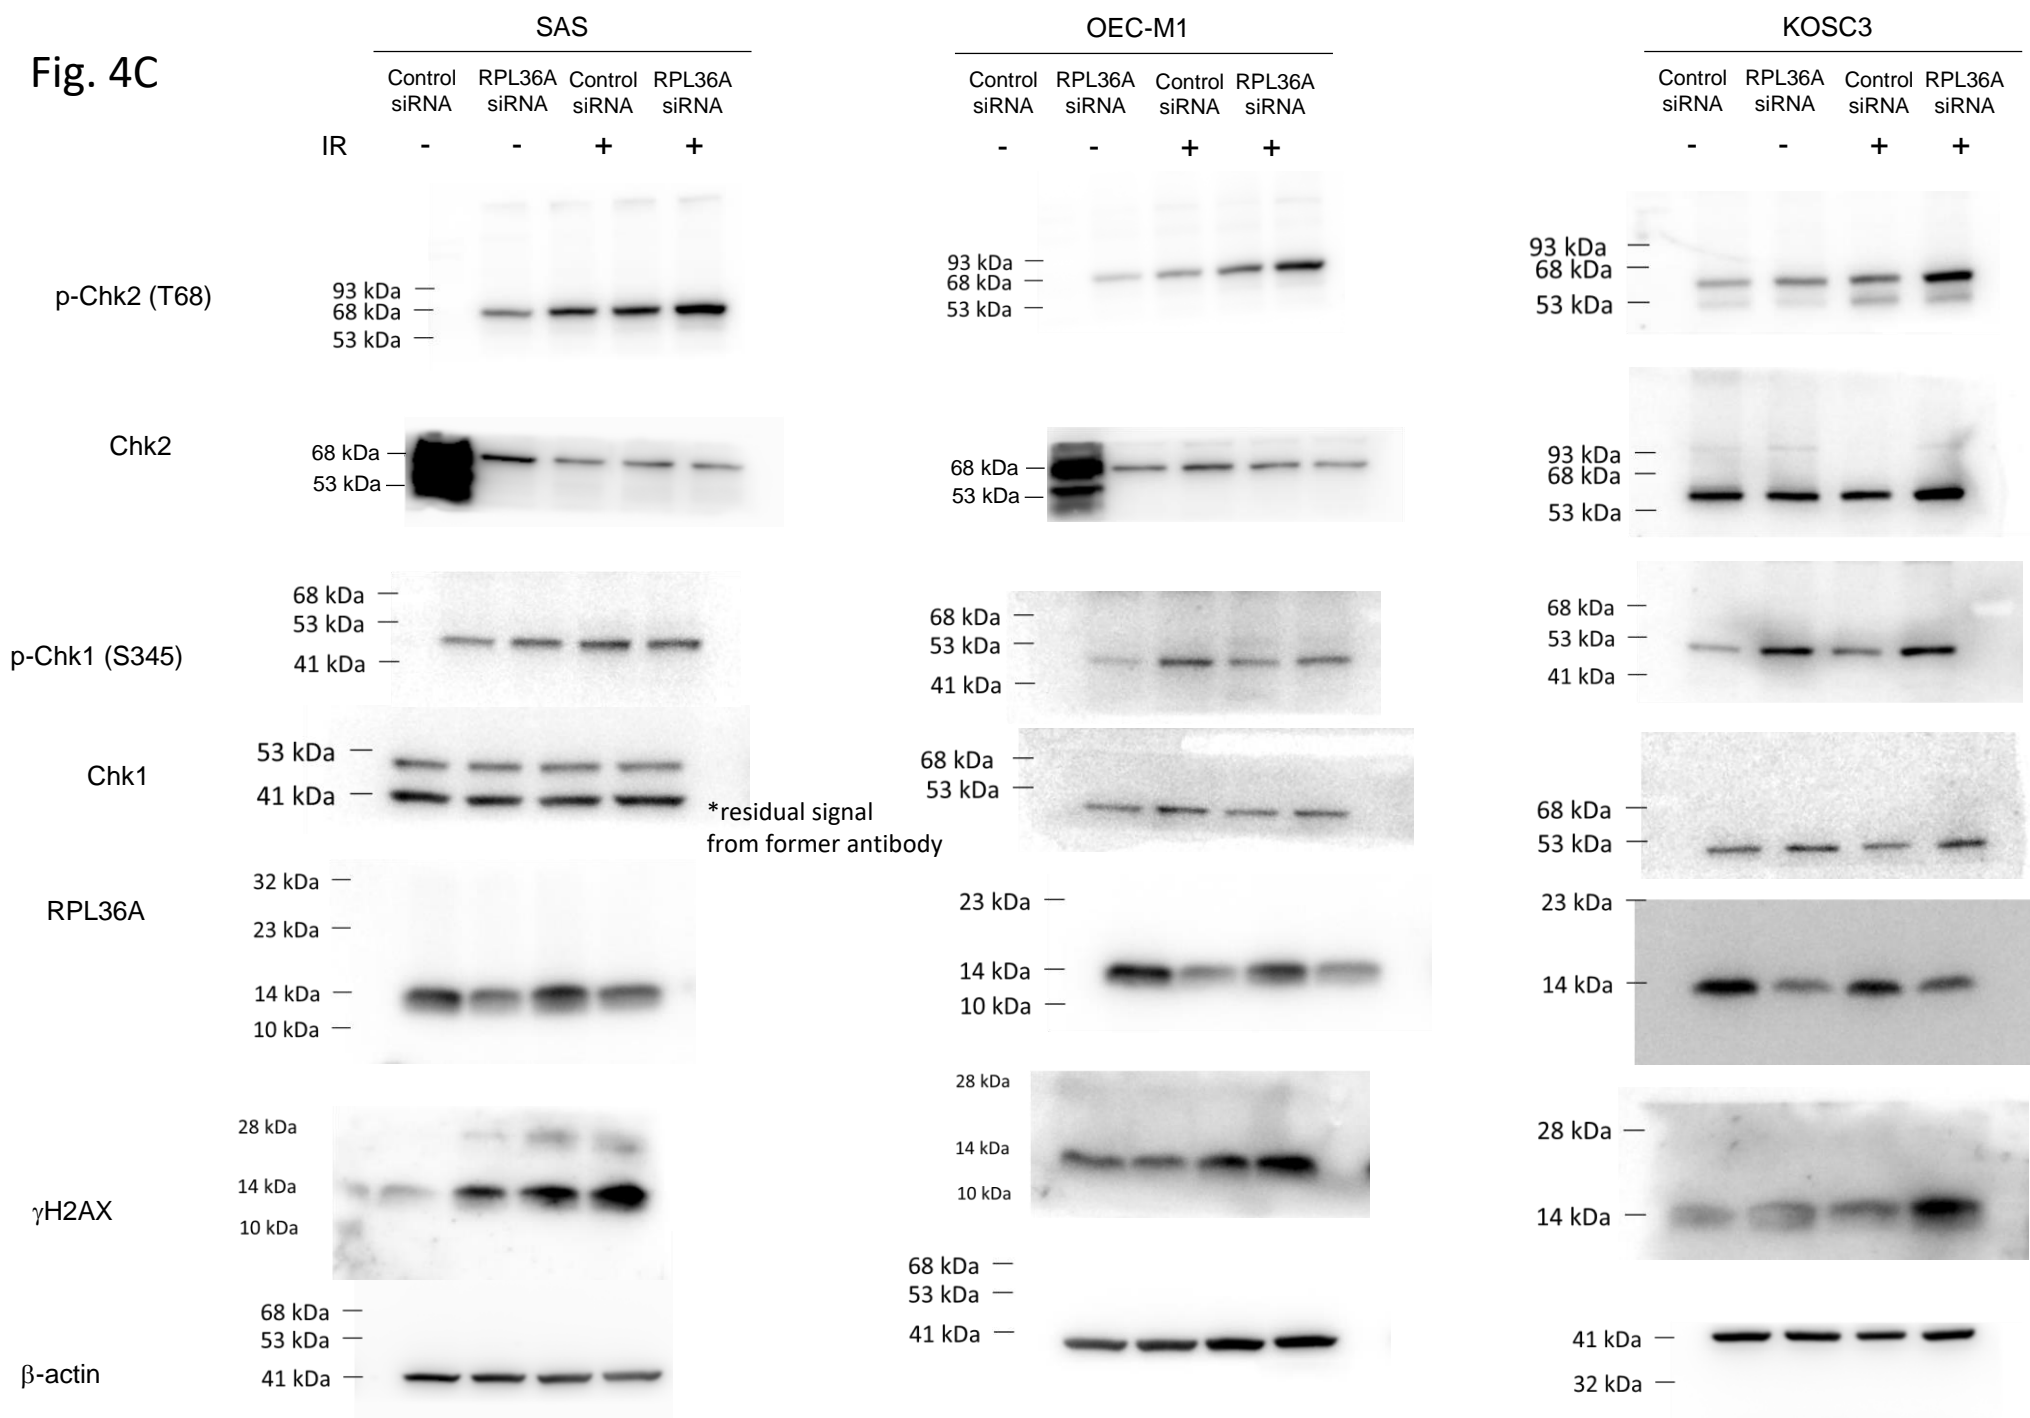 Fig. 4C
SAS
OEC-M1
KOSC3
Control siRNA
RPL36A siRNA
Control siRNA
RPL36A siRNA
Control siRNA
RPL36A siRNA
Control siRNA
RPL36A siRNA
Control siRNA
RPL36A siRNA
Control siRNA
RPL36A siRNA
IR - - + + - - + + - - + +
p-Chk2 (T68)
93 kDa
68 kDa
53 kDa
93 kDa
68 kDa
53 kDa
93 kDa
68 kDa
53 kDa
Chk2
68 kDa
53 kDa
68 kDa
53 kDa
93 kDa
68 kDa
53 kDa
p-Chk1 (S345)
68 kDa
53 kDa
41 kDa
68 kDa
53 kDa
41 kDa
68 kDa
53 kDa
41 kDa
Chk1
53 kDa
41 kDa
*residual signal
from former antibody
68 kDa
53 kDa
68 kDa
53 kDa
RPL36A
32 kDa
23 kDa
14 kDa
10 kDa
23 kDa
14 kDa
10 kDa
23 kDa
14 kDa
γH2AX
28 kDa
14 kDa
10 kDa
28 kDa
14 kDa
10 kDa
28 kDa
14 kDa
β-actin
68 kDa
53 kDa
41 kDa
68 kDa
53 kDa
41 kDa
41 kDa
32 kDa